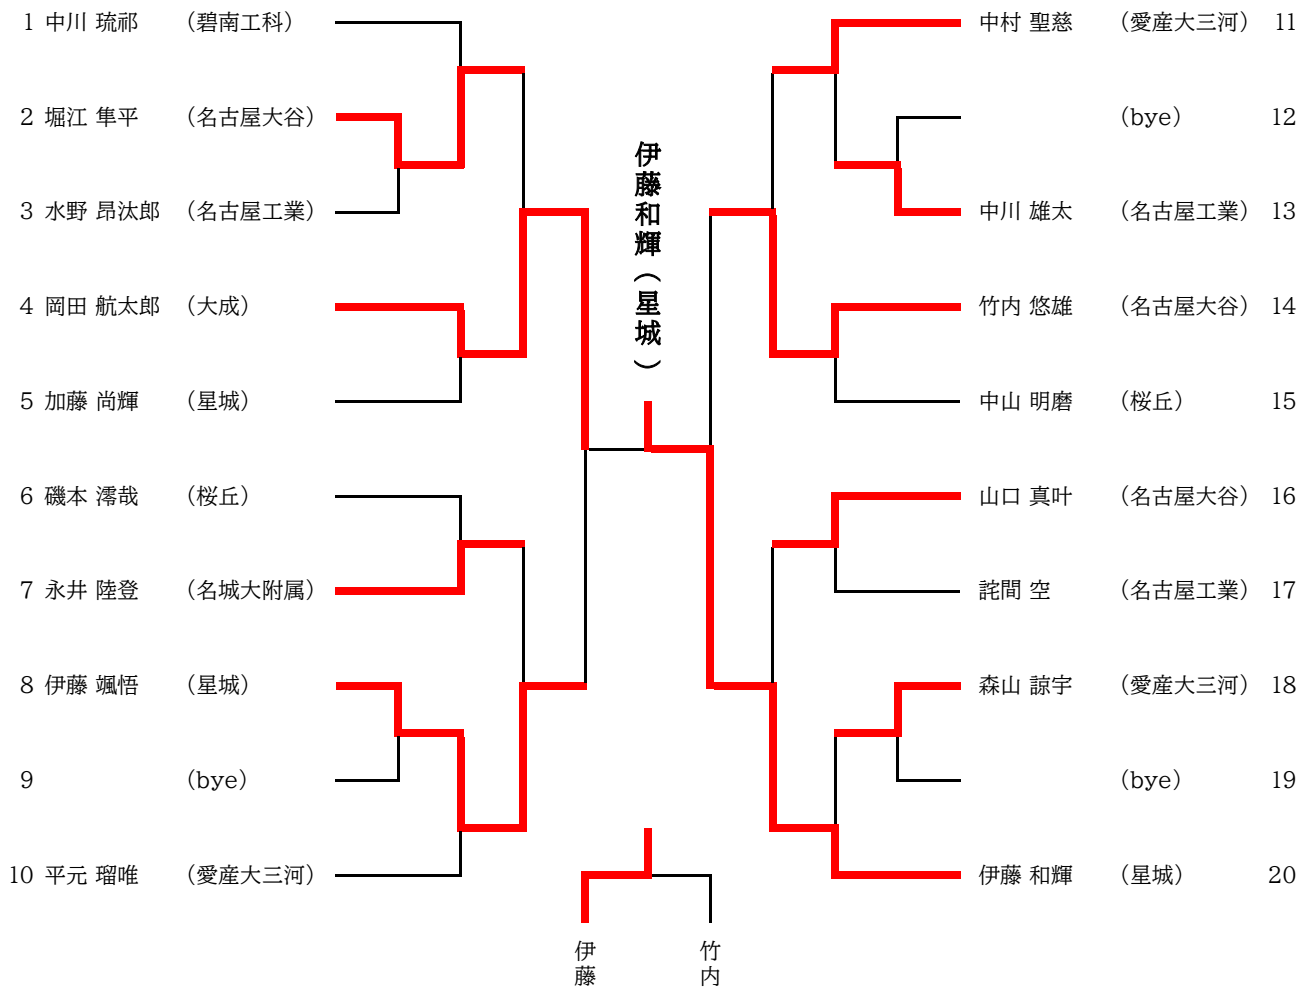 1 中川 琉祁 （碧南工科）
2 堀江 隼平 （名古屋大谷）
3 水野 昂汰郎 （名古屋工業）
4 岡田 航太郎 （大成）
5 加藤 尚輝 （星城）
6 磯本 澪哉 （桜丘）
7 永井 陸登 （名城大附属）
8 伊藤 颯悟 （星城）
9 （bye）
10 平元 瑠唯 （愛産大三河）
伊藤和輝（星城）
中村 聖慈 （愛産大三河） 11
（bye） 12
中川 雄太 （名古屋工業） 13
竹内 悠雄 （名古屋大谷） 14
中山 明磨 （桜丘） 15
山口 真叶 （名古屋大谷） 16
詫間 空 （名古屋工業） 17
森山 諒宇 （愛産大三河） 18
（bye） 19
伊藤 和輝 （星城） 20
伊藤
竹内